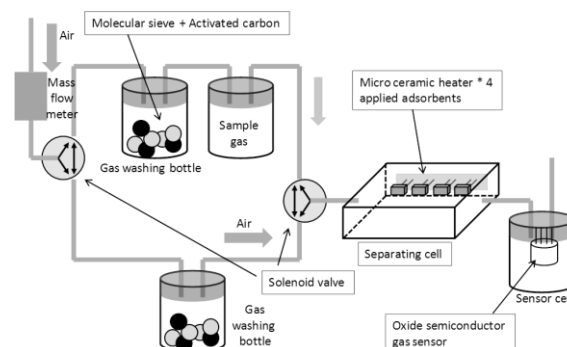 Molecular sieve + Activated carbon
Air
Mass
flow
meter
Sample
gas
Gas washing bottle
Micro ceramic heater * 4
applied adsorbents
Air
Separating cell
Solenoid valve
Gas
washing
bottle
Sensor ce
Oxide semiconductor
gas sensor